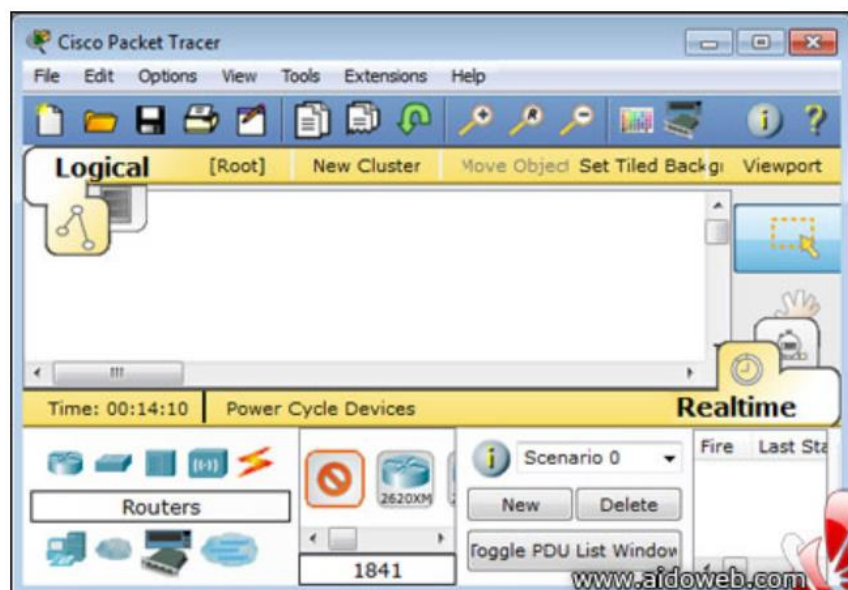 Cisco Packet Tracer
File Edit Options View Tools Extensions Help
Logical [Root] New Cluster Move Object Set Tiled Backgr Viewport
Time: 00:14:10 Power Cycle Devices Realtime
Scenario 0 Fire Last Sta
2620XM
Routers New Delete
Toggle PDU List Window
1841
www.aidoweb.com